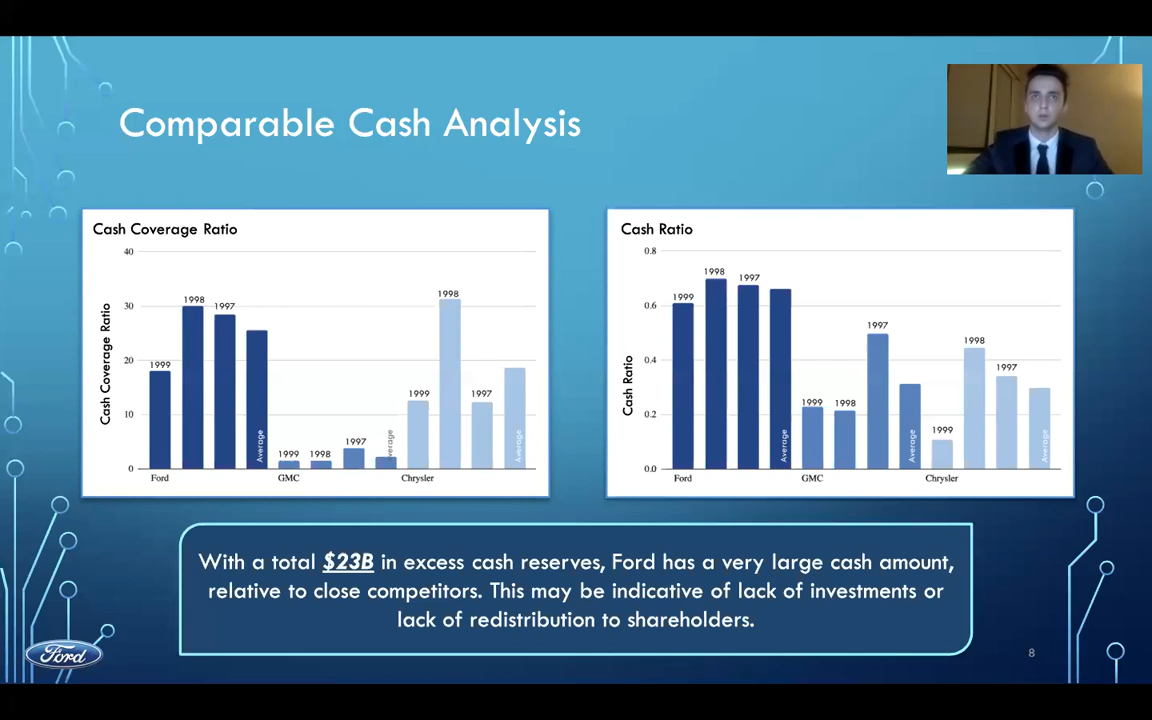 Comparable Cash Analysis
Cash Coverage Ratio
Cash Coverage Ratio
40
30
20
10
0
1999
1998
1997
Average
1999
1998
1997
Average
1999
1998
1997
Average
Ford
GMC
Chrysler
Cash Ratio
Cash Ratio
0.8
0.6
0.4
0.2
0.0
1999
1998
1997
Average
1999
1998
1997
Average
1999
1998
1997
Average
Ford
GMC
Chrysler
With a total $23B in excess cash reserves, Ford has a very large cash amount,
relative to close competitors. This may be indicative of lack of investments or
lack of redistribution to shareholders.
Ford
8